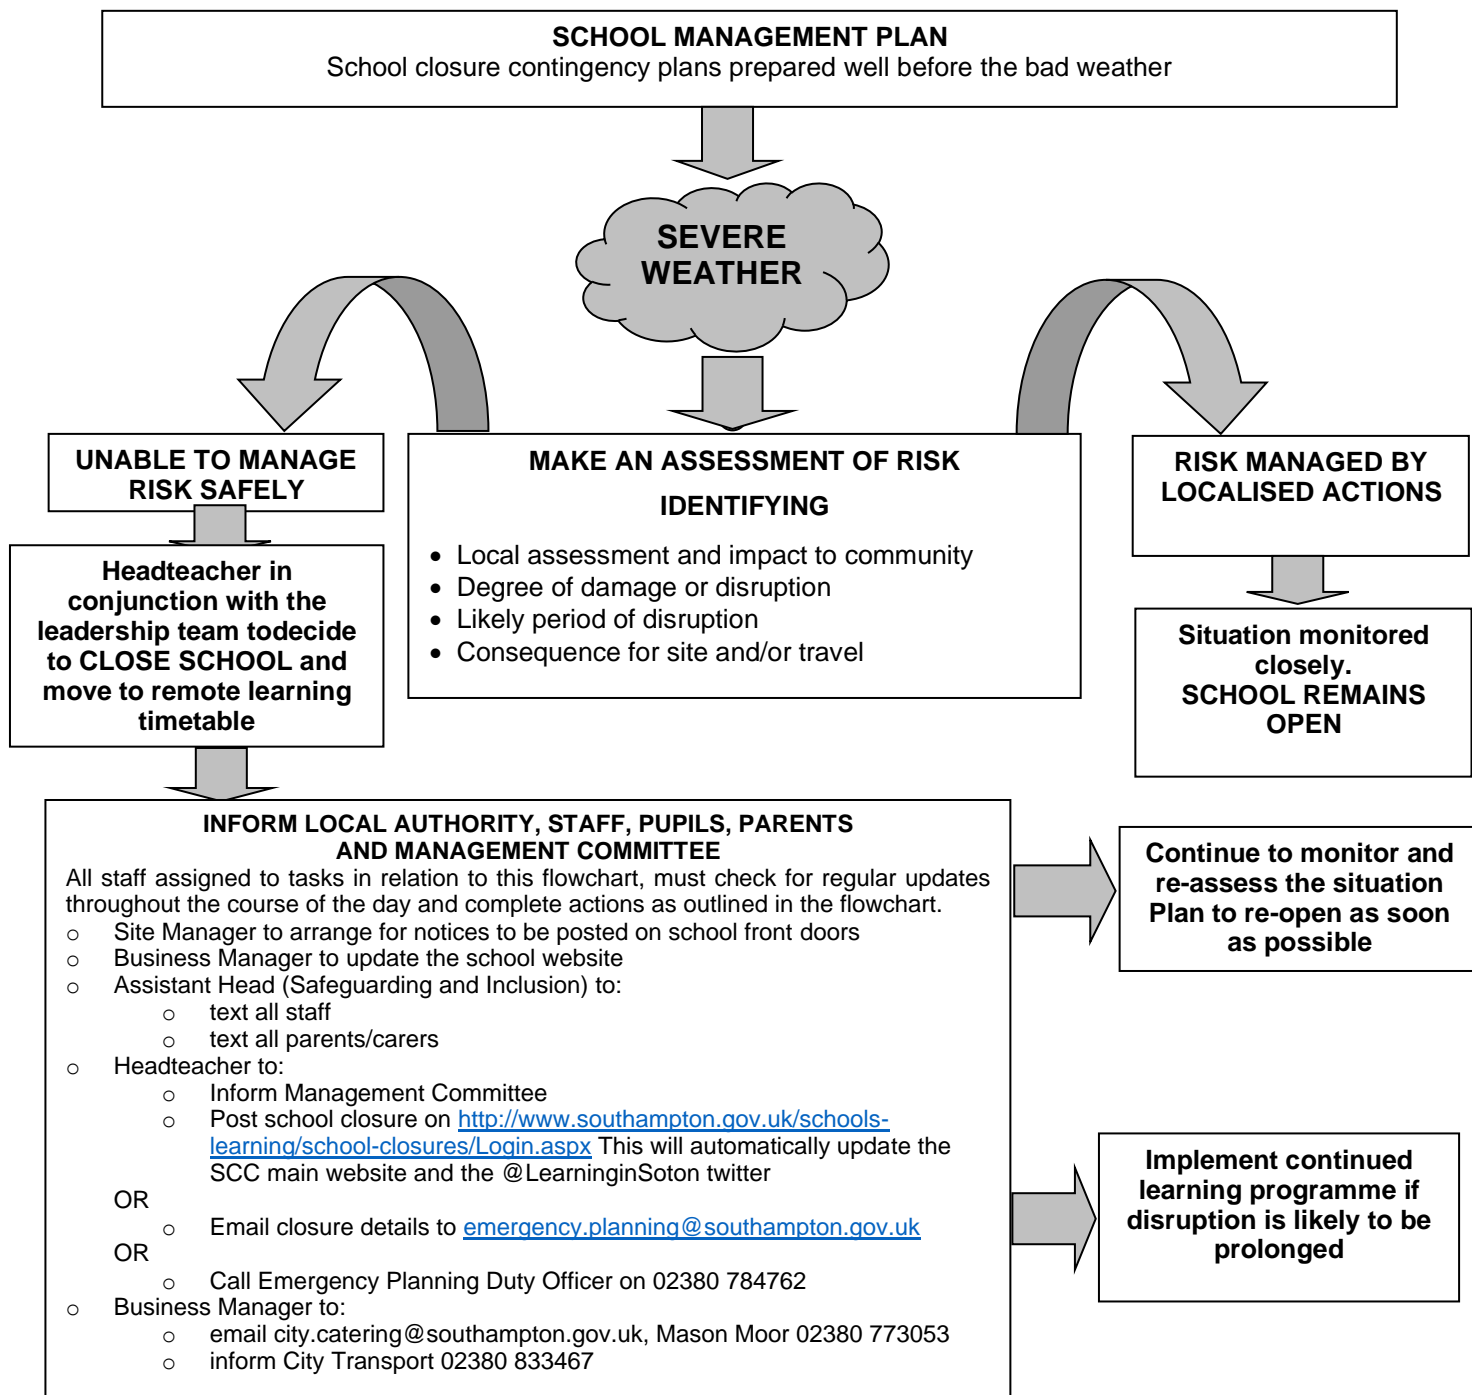 SCHOOL MANAGEMENT PLAN
School closure contingency plans prepared well before the bad weather
SEVERE
WEATHER
UNABLE TO MANAGE
RISK SAFELY
Headteacher in
conjunction with the
leadership team todecide
to CLOSE SCHOOL and
move to remote learning
timetable
MAKE AN ASSESSMENT OF RISK
IDENTIFYING
• Local assessment and impact to community
• Degree of damage or disruption
• Likely period of disruption
• Consequence for site and/or travel
RISK MANAGED BY
LOCALISED ACTIONS
Situation monitored
closely.
SCHOOL REMAINS
OPEN
INFORM LOCAL AUTHORITY, STAFF, PUPILS, PARENTS
AND MANAGEMENT COMMITTEE
All staff assigned to tasks in relation to this flowchart, must check for regular updates
throughout the course of the day and complete actions as outlined in the flowchart.
o Site Manager to arrange for notices to be posted on school front doors
o Business Manager to update the school website
o Assistant Head (Safeguarding and Inclusion) to:
o text all staff
o text all parents/carers
o Headteacher to:
o Inform Management Committee
o Post school closure on http://www.southampton.gov.uk/schools-
learning/school-closures/Login.aspx This will automatically update the
SCC main website and the @LearninginSoton twitter
OR
o Email closure details to emergency.planning@southampton.gov.uk
OR
o Call Emergency Planning Duty Officer on 02380 784762
o Business Manager to:
o email city.catering@southampton.gov.uk, Mason Moor 02380 773053
o inform City Transport 02380 833467
Continue to monitor and
re-assess the situation
Plan to re-open as soon
as possible
Implement continued
learning programme if
disruption is likely to be
prolonged